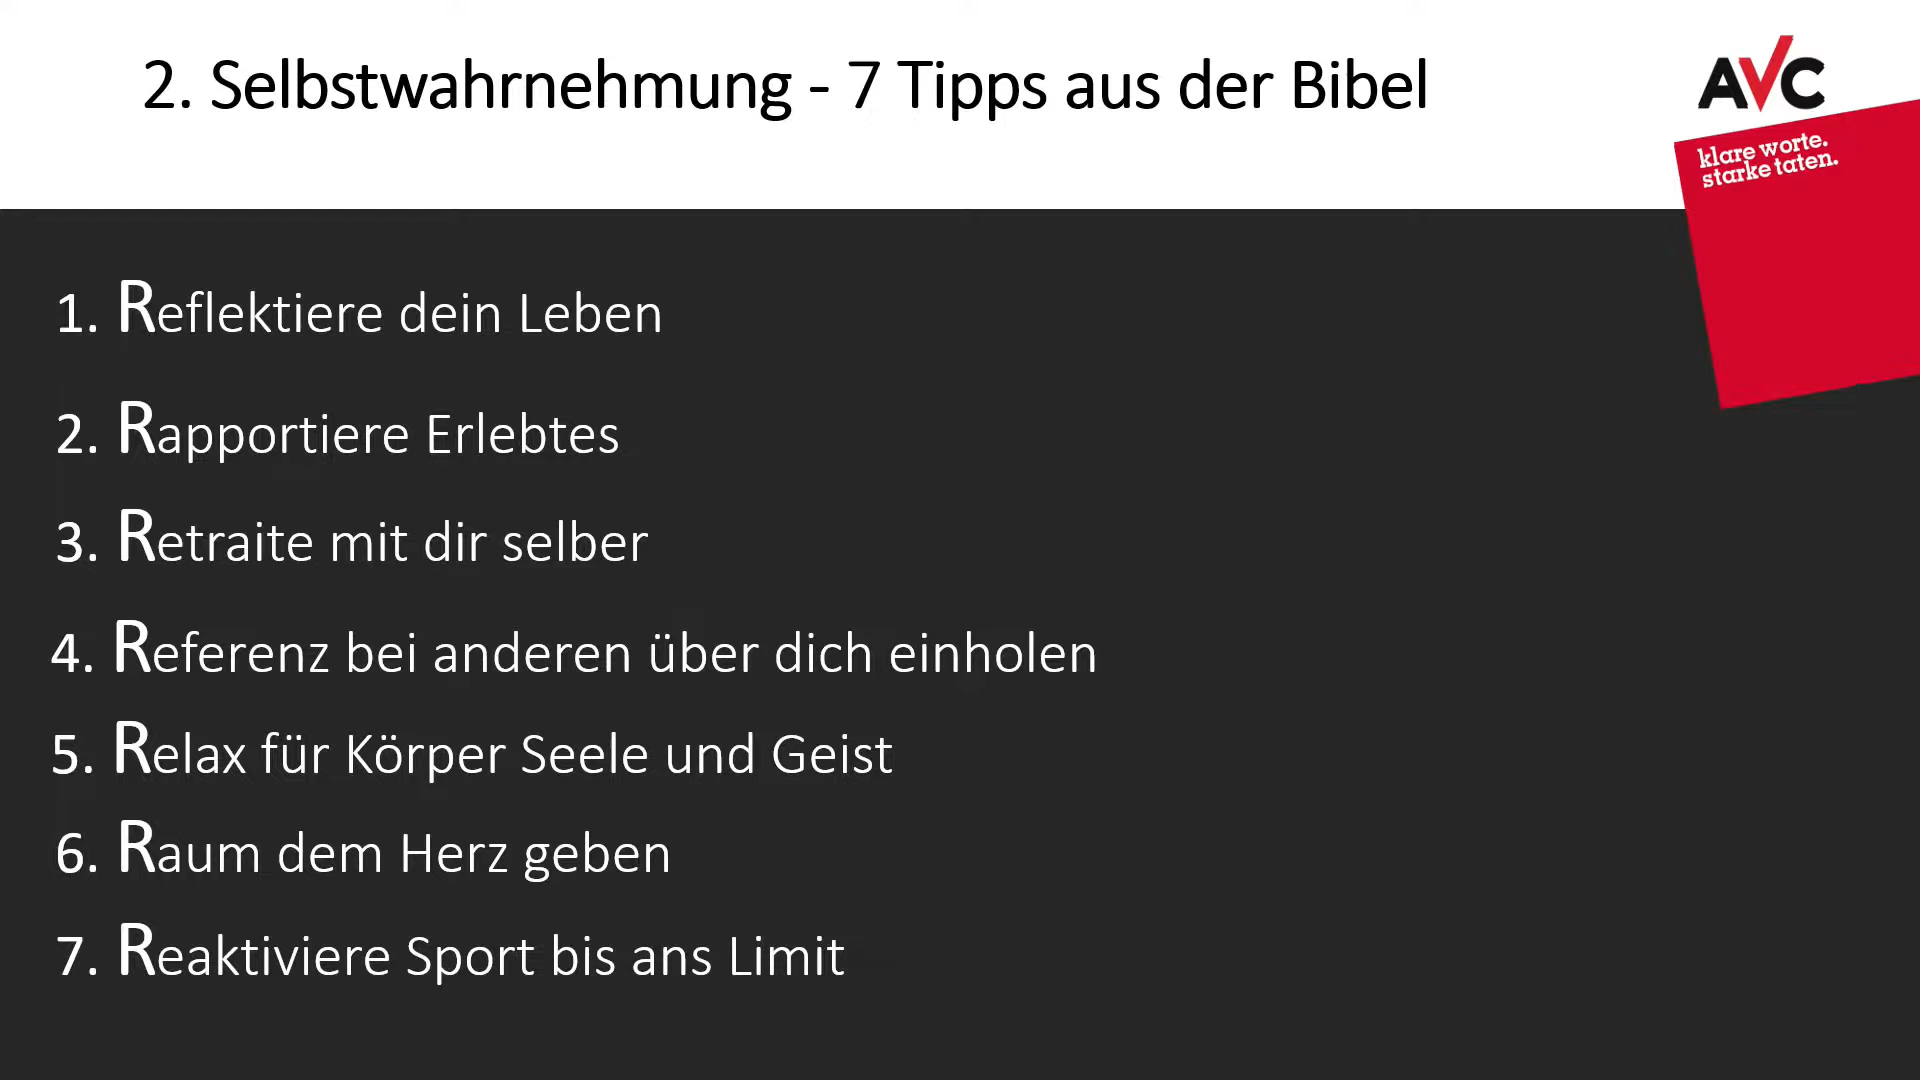 2. Selbstwahrnehmung - 7 Tipps aus der Bibel
AVC
klare worte.
starke taten.
1. Reflektiere dein Leben
2. Rapportiere Erlebtes
3. Retraite mit dir selber
4. Referenz bei anderen über dich einholen
5. Relax für Körper Seele und Geist
6. Raum dem Herz geben
7. Reaktiviere Sport bis ans Limit